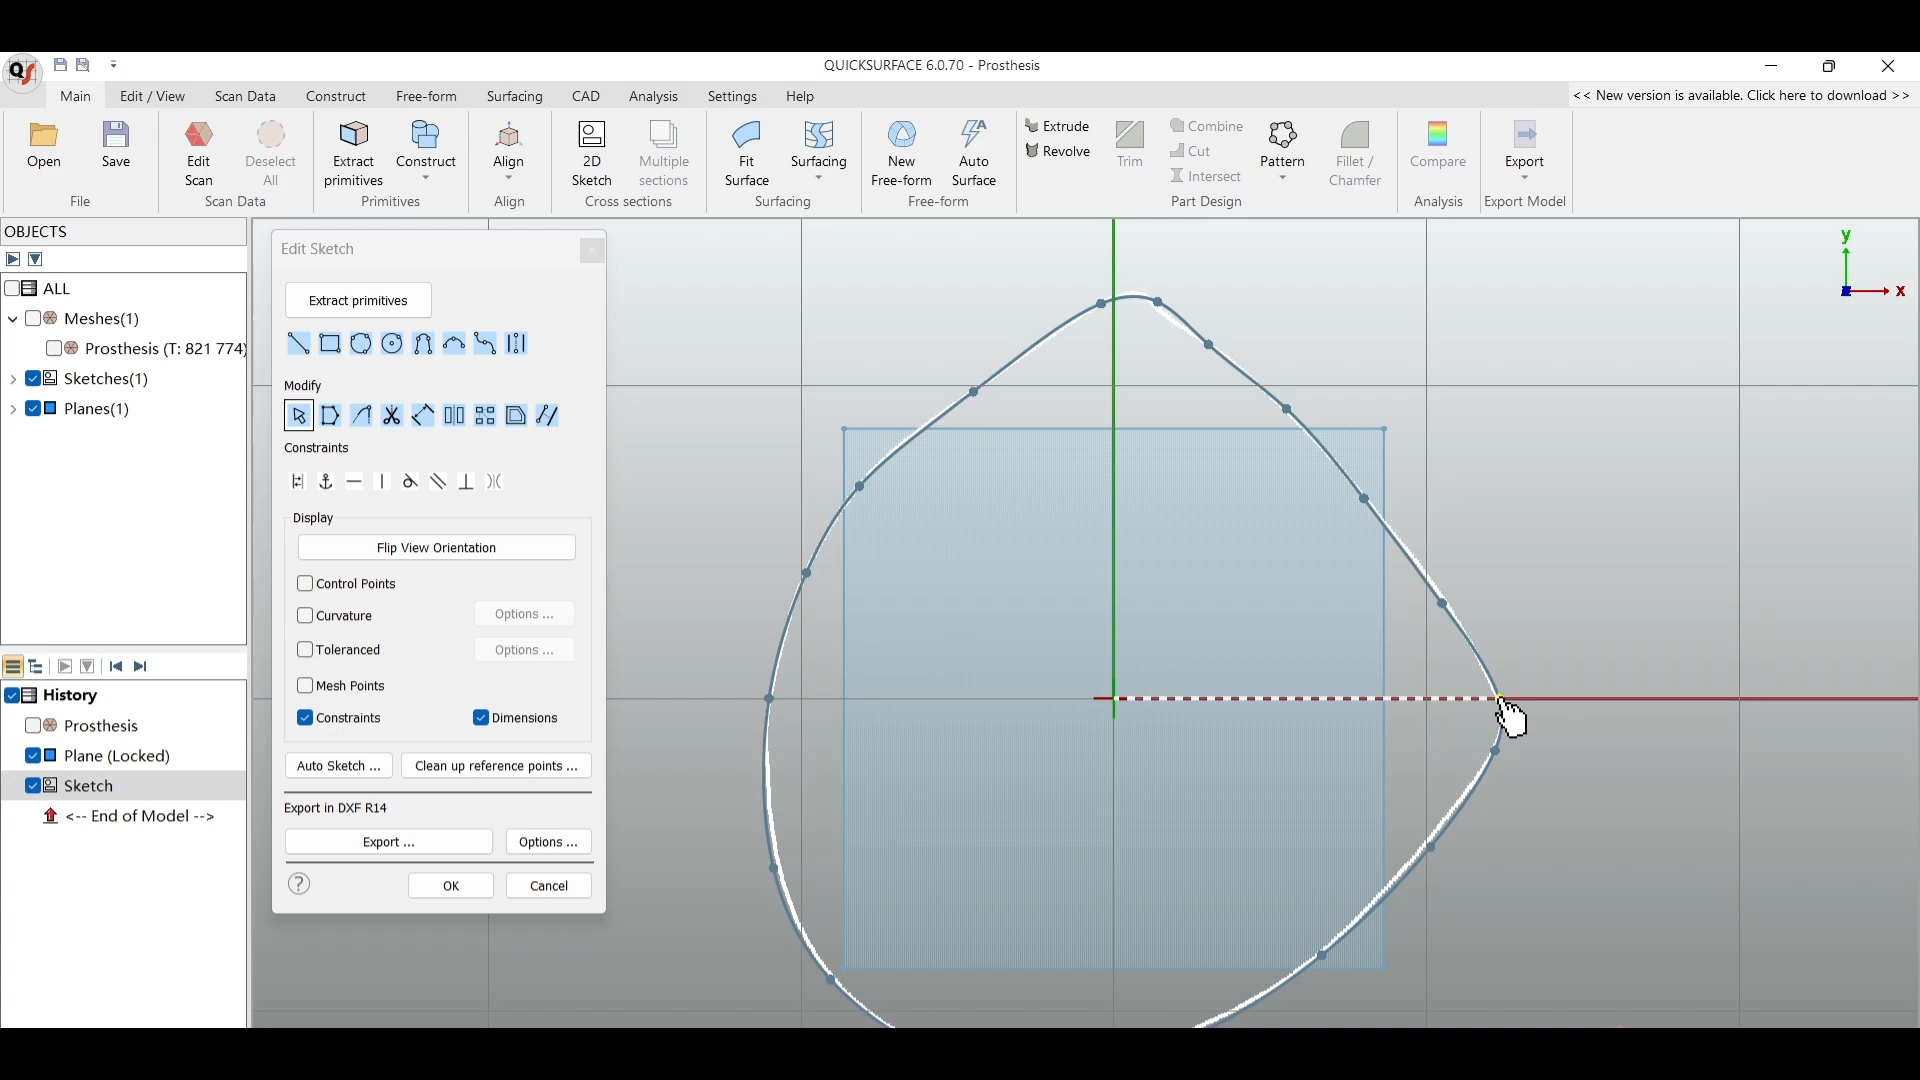 QS
QUICKSURFACE 6.0.70 - Prosthesis
Main Edit / View Scan Data Construct Free-form Surfacing CAD Analysis Settings Help << New version is available. Click here to download >>
Open Save Edit Scan Deselect All Extract primitives Construct Align 2D Sketch Multiple sections Fit Surface Surfacing New Free-form Auto Surface Extrude Revolve Trim Combine Cut Intersect Pattern Fillet / Chamfer Compare Export
File Scan Data Primitives Align Cross sections Surfacing Free-form Part Design Analysis Export Model
OBJECTS
ALL
Meshes(1)
Prosthesis (T: 821 774)
Sketches(1)
Planes(1)
History
Prosthesis
Plane (Locked)
Sketch
<-- End of Model -->
Edit Sketch
Extract primitives
Modify
Constraints
Display
Flip View Orientation
Control Points
Curvature Options ...
Toleranced Options ...
Mesh Points
Constraints Dimensions
Auto Sketch ... Clean up reference points ...
Export in DXF R14
Export ... Options ...
? OK Cancel
y
x